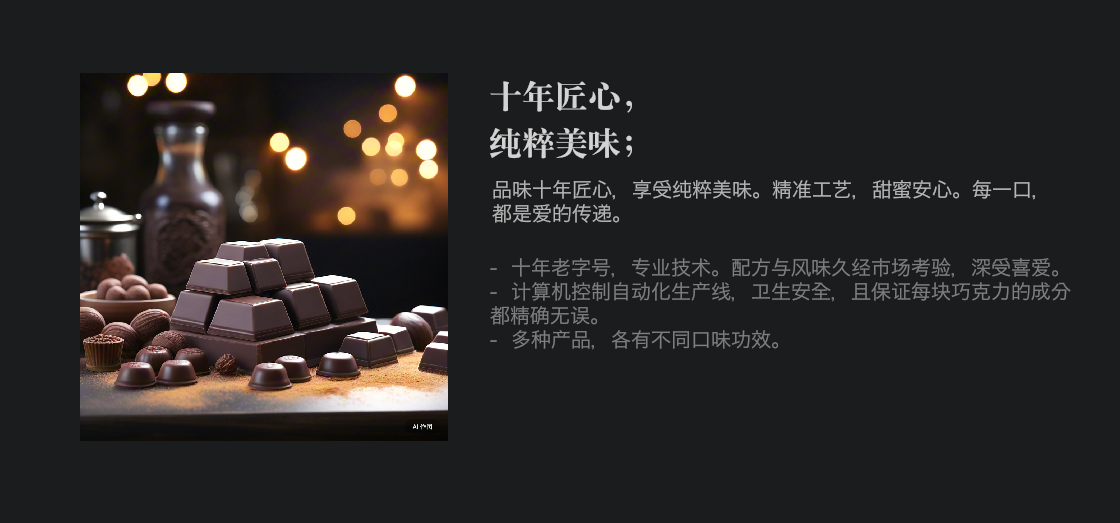 十年匠心，
纯粹美味；
品味十年匠心，享受纯粹美味。精准工艺，甜蜜安心。每一口，
都是爱的传递。
- 十年老字号，专业技术。配方与风味久经市场考验，深受喜爱。
- 计算机控制自动化生产线，卫生安全，且保证每块巧克力的成分
都精确无误。
- 多种产品，各有不同口味功效。
AI 作图